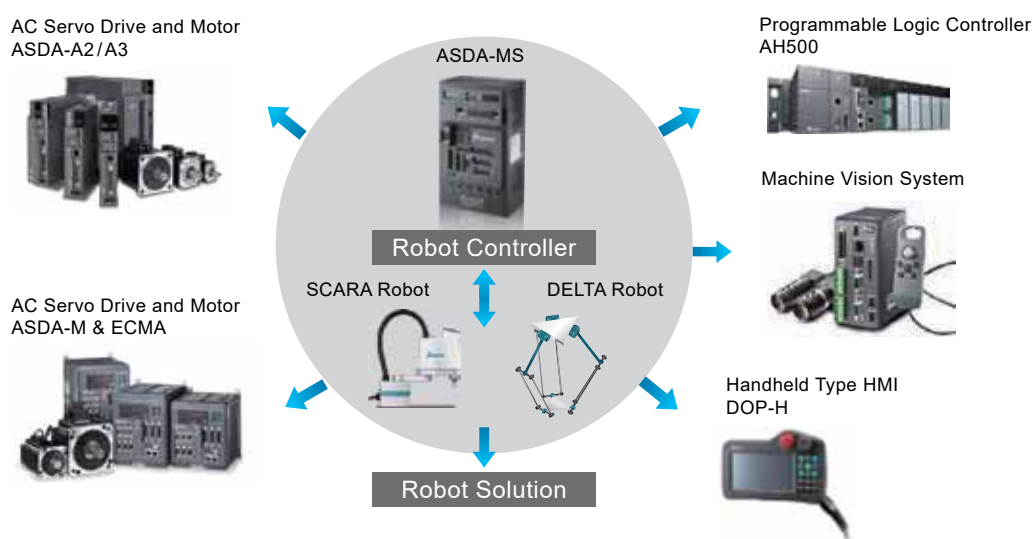 AC Servo Drive and Motor
ASDA-A2/A3
ASDA-MS
Programmable Logic Controller
AH500
Machine Vision System
Robot Controller
SCARA Robot
DELTA Robot
AC Servo Drive and Motor
ASDA-M & ECMA
Handheld Type HMI
DOP-H
Robot Solution